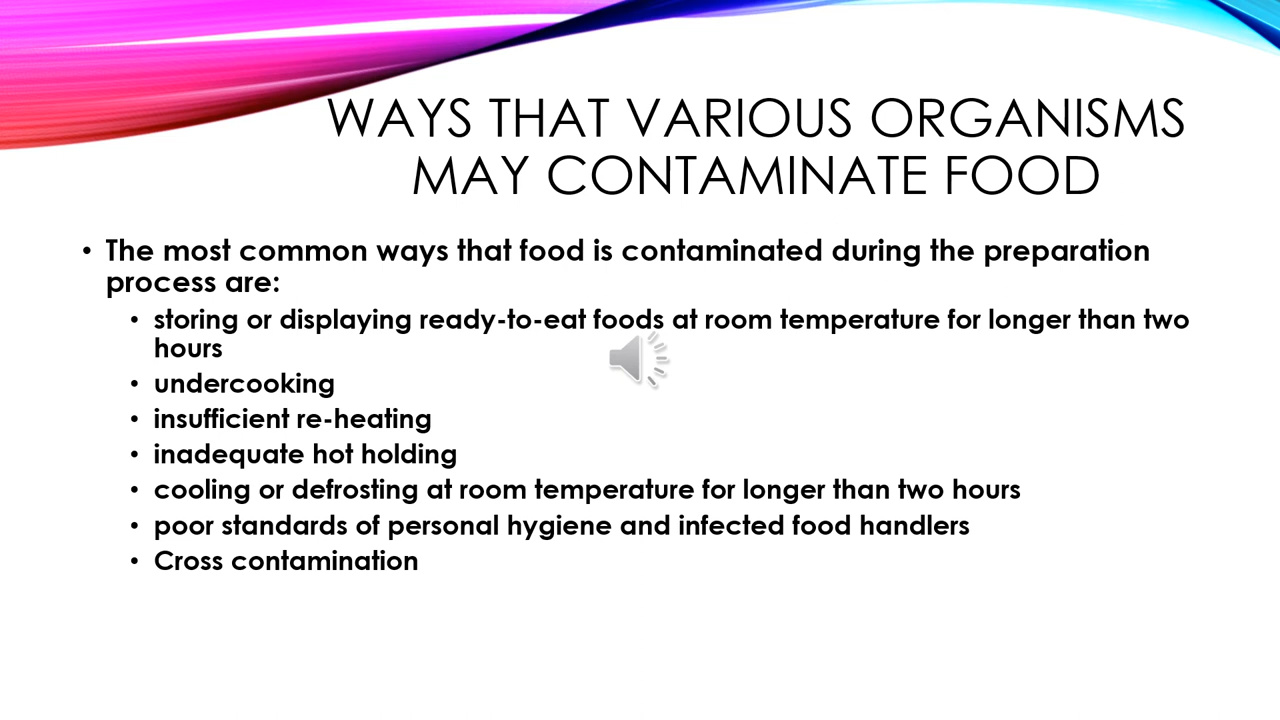 WAYS THAT VARIOUS ORGANISMS
MAY CONTAMINATE FOOD
• The most common ways that food is contaminated during the preparation
process are:
• storing or displaying ready-to-eat foods at room temperature for longer than two
hours
• undercooking
• insufficient re-heating
• inadequate hot holding
• cooling or defrosting at room temperature for longer than two hours
• poor standards of personal hygiene and infected food handlers
• Cross contamination